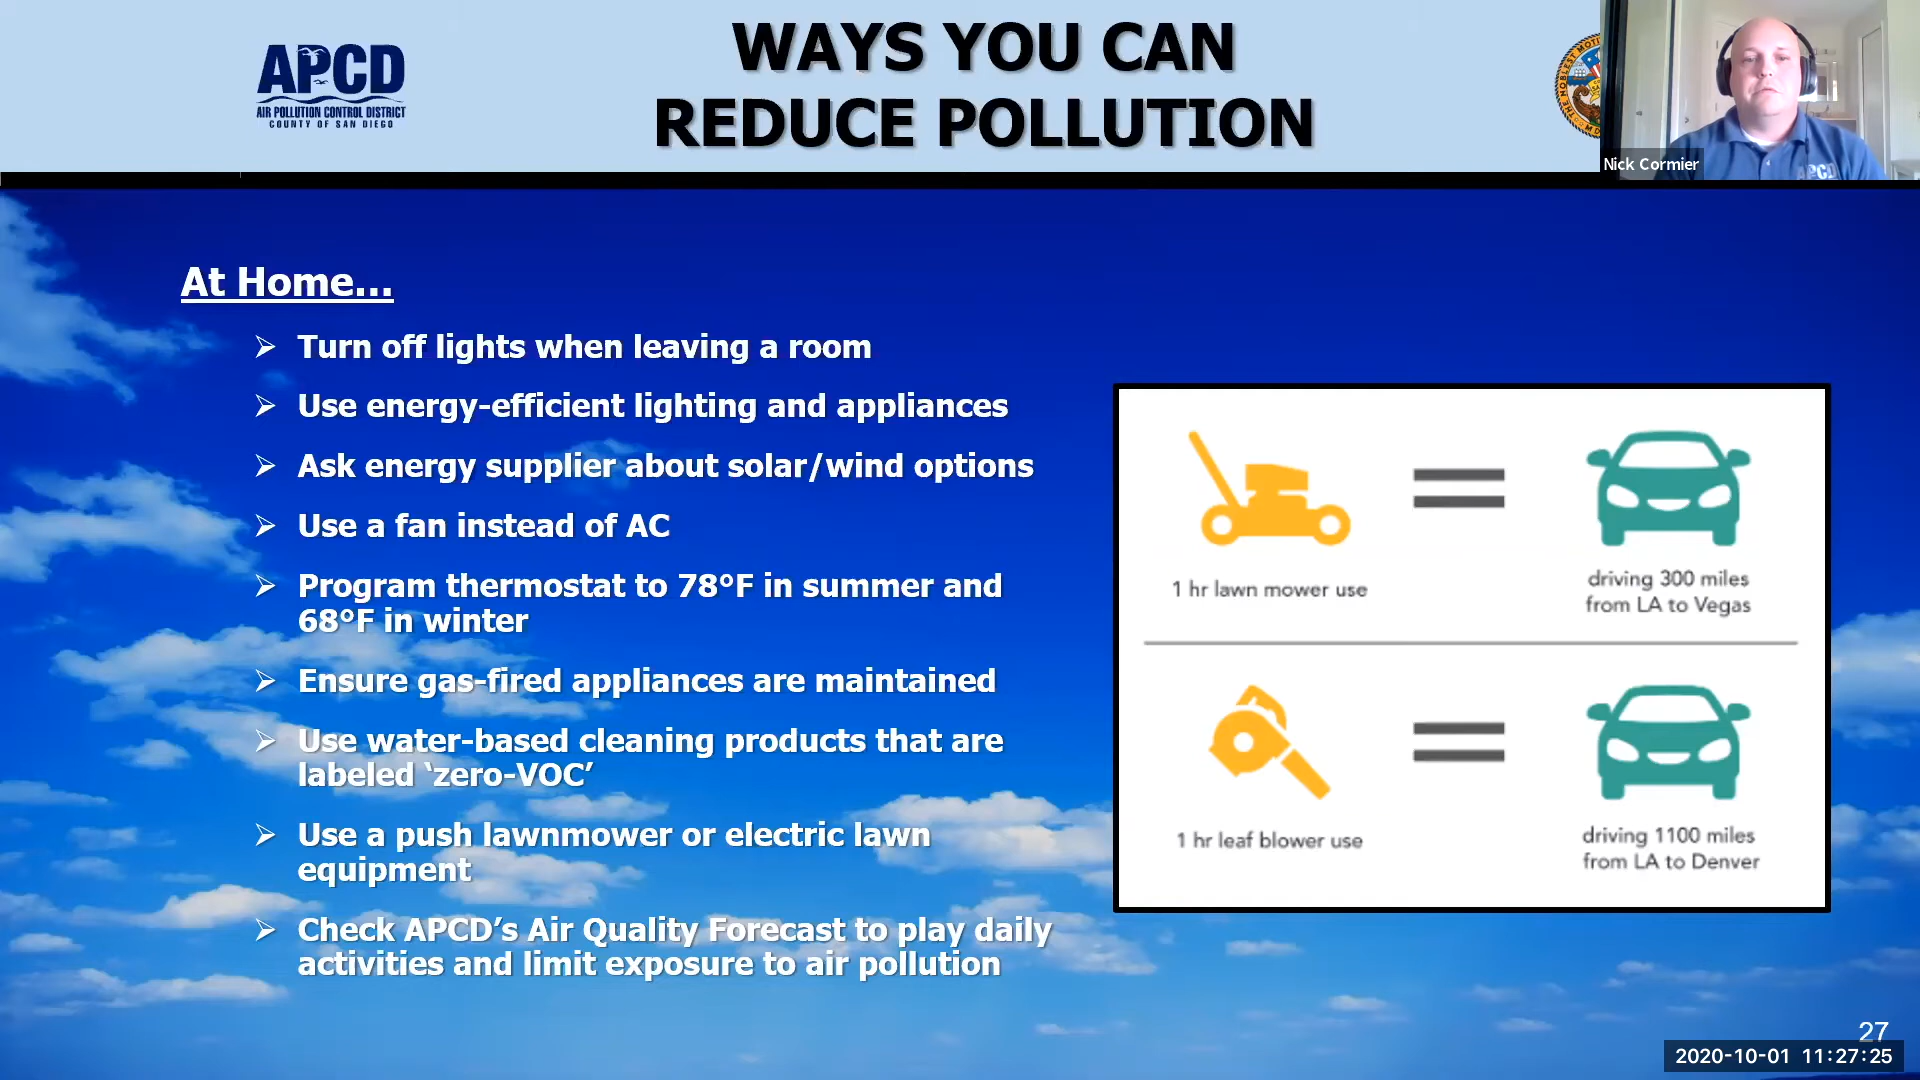 APCD
AIR POLLUTION CONTROL DISTRICT
COUNTY OF SAN DIEGO
WAYS YOU CAN
REDUCE POLLUTION
THE NOBLEST
APCD
Nick Cormier
At Home...
Turn off lights when leaving a room
Use energy-efficient lighting and appliances
Ask energy supplier about solar/wind options
Use a fan instead of AC
Program thermostat to 78°F in summer and
68°F in winter
Ensure gas-fired appliances are maintained
Use water-based cleaning products that are
labeled ‘zero-VOC’
Use a push lawnmower or electric lawn
equipment
Check APCD’s Air Quality Forecast to play daily
activities and limit exposure to air pollution
1 hr lawn mower use
driving 300 miles
from LA to Vegas
1 hr leaf blower use
driving 1100 miles
from LA to Denver
27
2020-10-01 11:27:25